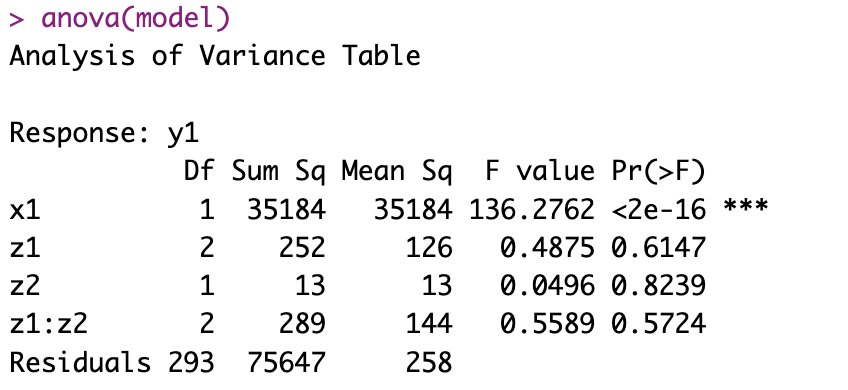 > anova(model)
Analysis of Variance Table
Response: y1
Df Sum Sq Mean Sq F value Pr(>F)
x1 1 35184 35184 136.2762 <2e-16 ***
z1 2 252 126 0.4875 0.6147
z2 1 13 13 0.0496 0.8239
z1:z2 2 289 144 0.5589 0.5724
Residuals 293 75647 258